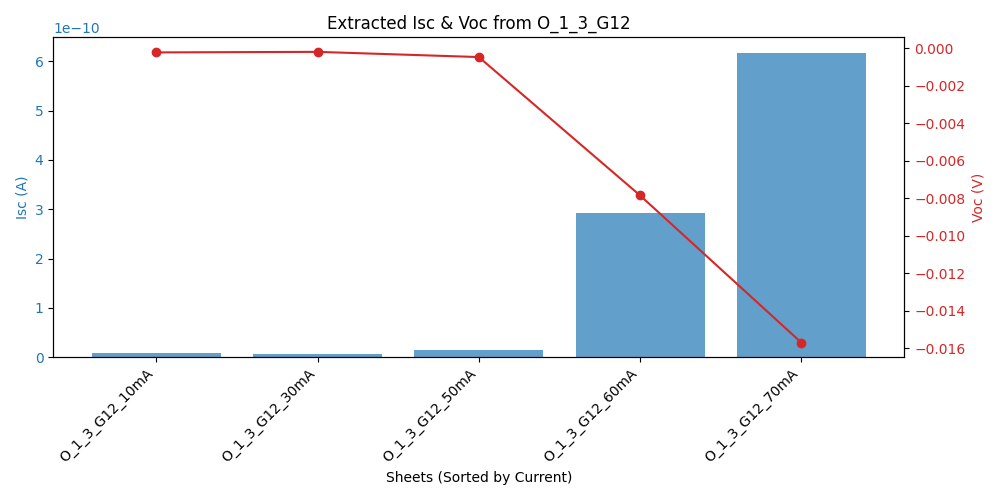 Extracted Isc & Voc from O_1_3_G12
1e−10
6
5
4
3
2
1
0
Isc (A)
0.000
−0.002
−0.004
−0.006
−0.008
−0.010
−0.012
−0.014
−0.016
Voc (V)
O_1_3_G12_10mA
O_1_3_G12_30mA
O_1_3_G12_50mA
O_1_3_G12_60mA
O_1_3_G12_70mA
Sheets (Sorted by Current)